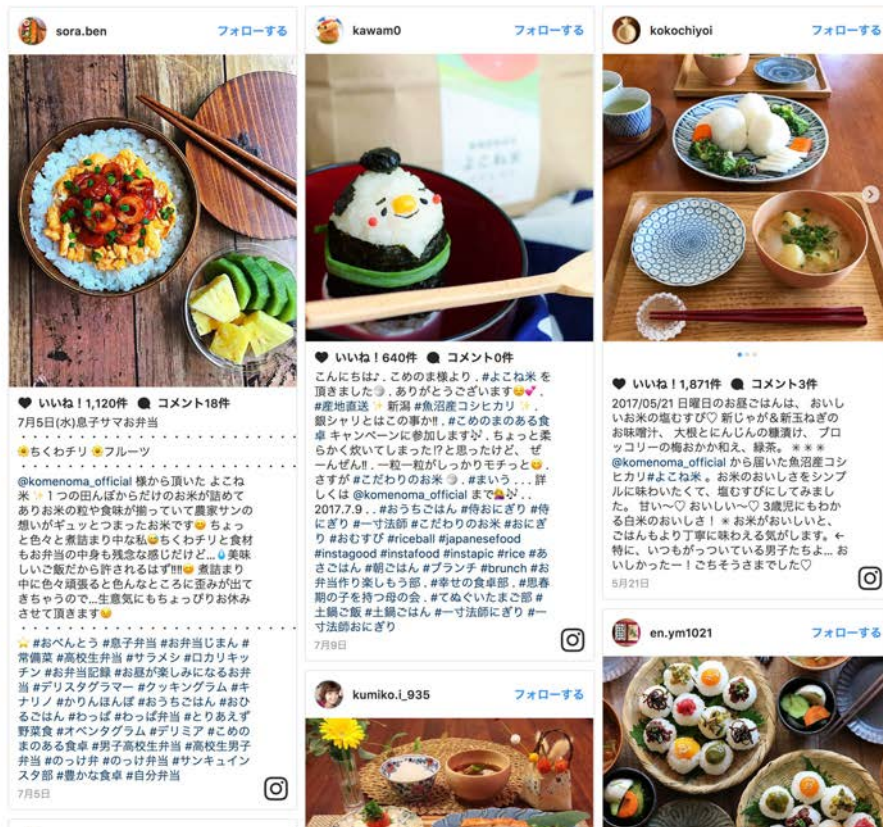 sora.ben
フォローする
いいね！1,120件 コメント18件
7月5日(水)息子サマお弁当
・・・・・・・・・・・・・・・・・・・・・・・・・
🌼ちくわチリ 🌼フルーツ
・・・・・・・・・・・・・・・・・・・・・・・・・
@komenoma_official 様から頂いた よこね
米 ✨１つの田んぼからだけのお米が詰めて
ありお米の粒や食味が揃っていて農家サンの
想いがギュッとつまったお米です😊 ちょっ
と色々と煮詰まり中な私😅ちくわチリと食材
もお弁当の中身も残念な感じだけど...💧美味
しいご飯だから許されるはず‼️‼️😆 煮詰まり
中に色々頑張ると色んなところに歪みが出て
きちゃうので...生意気にもちょっぴりお休み
させて頂きます😌
・・・・・・・・・・・・・・・・・・・・・・・・・
⭐ #おべんとう #息子弁当 #お弁当じまん #
常備菜 #高校生弁当 #サラメシ #ロカリキッ
チン #お弁当記録 #お昼が楽しみになるお弁
当 #デリスタグラマー #クッキングラム #キ
ナリノ #かりんほんぽ #おうちごはん #おひ
るごはん #わっぱ #わっぱ弁当 #とりあえず
野菜食 #オベンタグラム #デリミア #こめの
まのある食卓 #男子高校生弁当 #高校生男子
弁当 #のっけ弁 #のっけ弁当 #サンキュイン
スタ部 #豊かな食卓 #自分弁当
7月5日
kawam0
フォローする
よこね米
いいね！640件 コメント0件
こんにちは♪ . こめのま様より . #よこね米 を
頂きました🍚 . ありがとうございます😊💕 .
#産地直送 ✨ 新潟 #魚沼産コシヒカリ ✨ .
銀シャリとはこの事か!! . #こめのまのある食
卓 キャンペーンに参加します🎶 . ちょっと柔
らかく炊いてしまった!?と思ったけど、 ぜ
ーんぜん!! . 一粒一粒がしっかりモチっと😋 .
さすが #こだわりのお米 🍚 . #まいう . . . 詳
しくは @komenoma_official まで💁🎶 . .
2017.7.9 . . #おうちごはん #侍おにぎり #侍
にぎり #一寸法師 #こだわりのお米 #おにぎ
り #おむすび #riceball #japanesefood
#instagood #instafood #instapic #rice #あ
さごはん #朝ごはん #ブランチ #brunch #お
弁当作り楽しもう部 . #幸せの食卓部 . #思春
期の子を持つ母の会 . #てぬぐいたまご部 #
土鍋ご飯 #土鍋ごはん #一寸法師にぎり #一
寸法師おにぎり
7月9日
kumiko.i_935
フォローする
kokochiyoi
フォローする
いいね！1,871件 コメント3件
2017/05/21 日曜日のお昼ごはんは、 おいし
いお米の塩むすび♡ 新じゃが＆新玉ねぎの
お味噌汁、 大根とにんじんの糠漬け、 ブロ
ッコリーの梅おかか和え、緑茶。 ＊ ＊ ＊
@komenoma_official から届いた魚沼産コシ
ヒカリ#よこね米 。お米のおいしさをシンプ
ルに味わいたくて、塩むすびにしてみまし
た。 甘い〜♡ おいしい〜♡ 3歳児にもわか
る白米のおいしさ！ ＊ お米がおいしいと、
ごはんもより丁寧に味わえる気がします。←
特に、いつもがっついている男子たちよ... お
いしかったー！ごちそうさまでした♡
5月21日
en.ym1021
フォローする